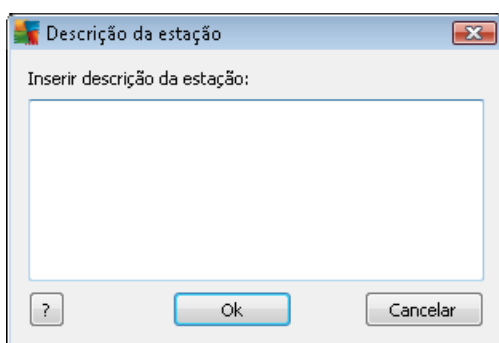 Descrição da estação
Inserir descrição da estação:
?
Ok
Cancelar